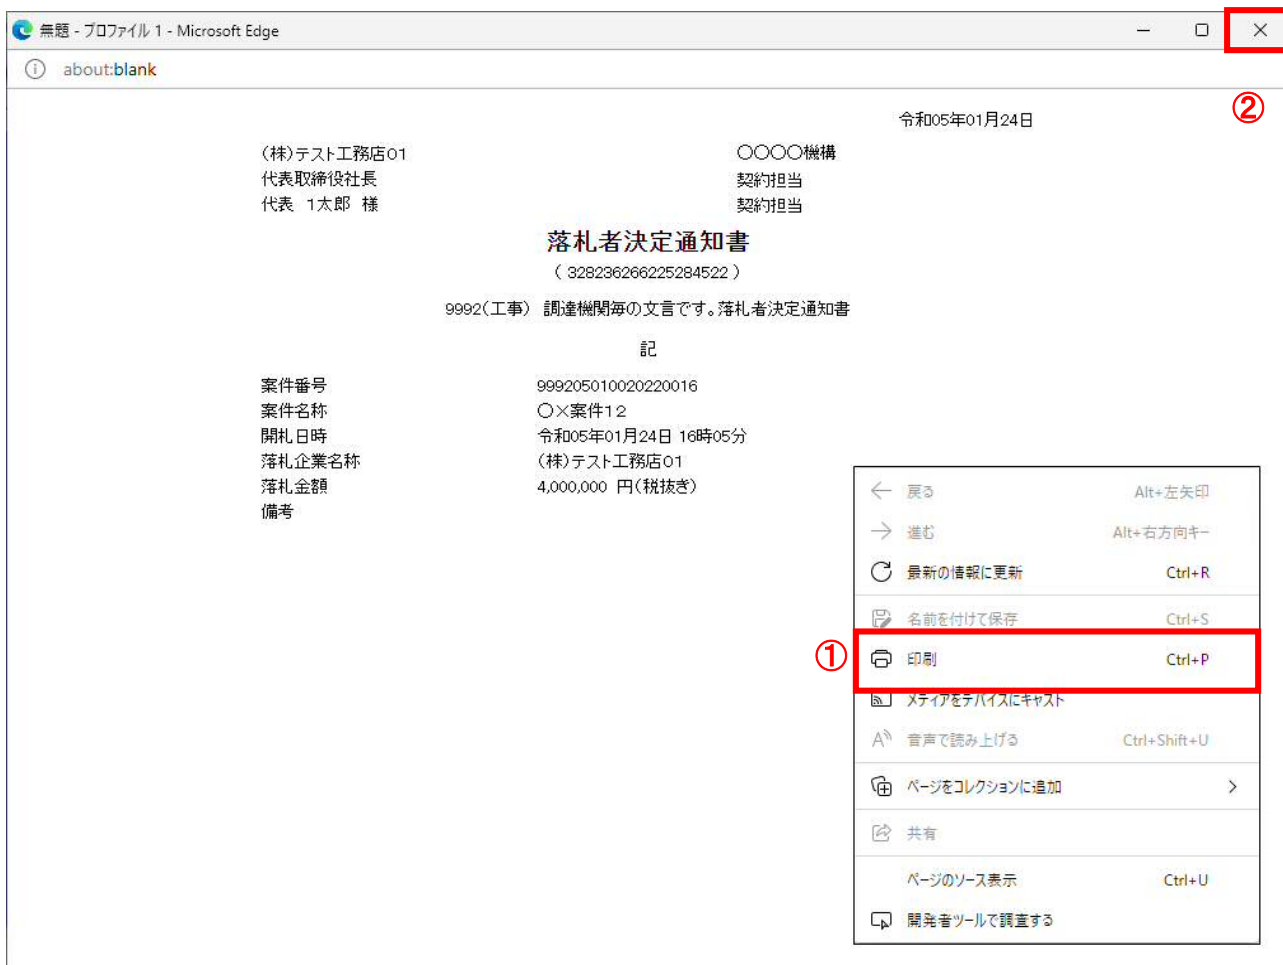 無題 - プロファイル 1 - Microsoft Edge
about:blank
②
令和05年01月24日
(株)テスト工務店01
〇〇〇〇機構
代表取締役社長
契約担当
代表 1太郎 様
契約担当
落札者決定通知書
( 328236266225284522 )
9992(工事) 調達機関毎の文言です。落札者決定通知書
記
案件番号 999205010020220016
案件名称 〇×案件12
開札日時 令和05年01月24日 16時05分
落札企業名称 (株)テスト工務店01
落札金額 4,000,000 円(税抜き)
備考
戻る Alt+左矢印
進む Alt+右方向キー
最新の情報に更新 Ctrl+R
名前を付けて保存 Ctrl+S
① 印刷 Ctrl+P
メディアをデバイスにキャスト
音声で読み上げる Ctrl+Shift+U
ページをコレクションに追加
共有
ページのソース表示 Ctrl+U
開発者ツールで調査する